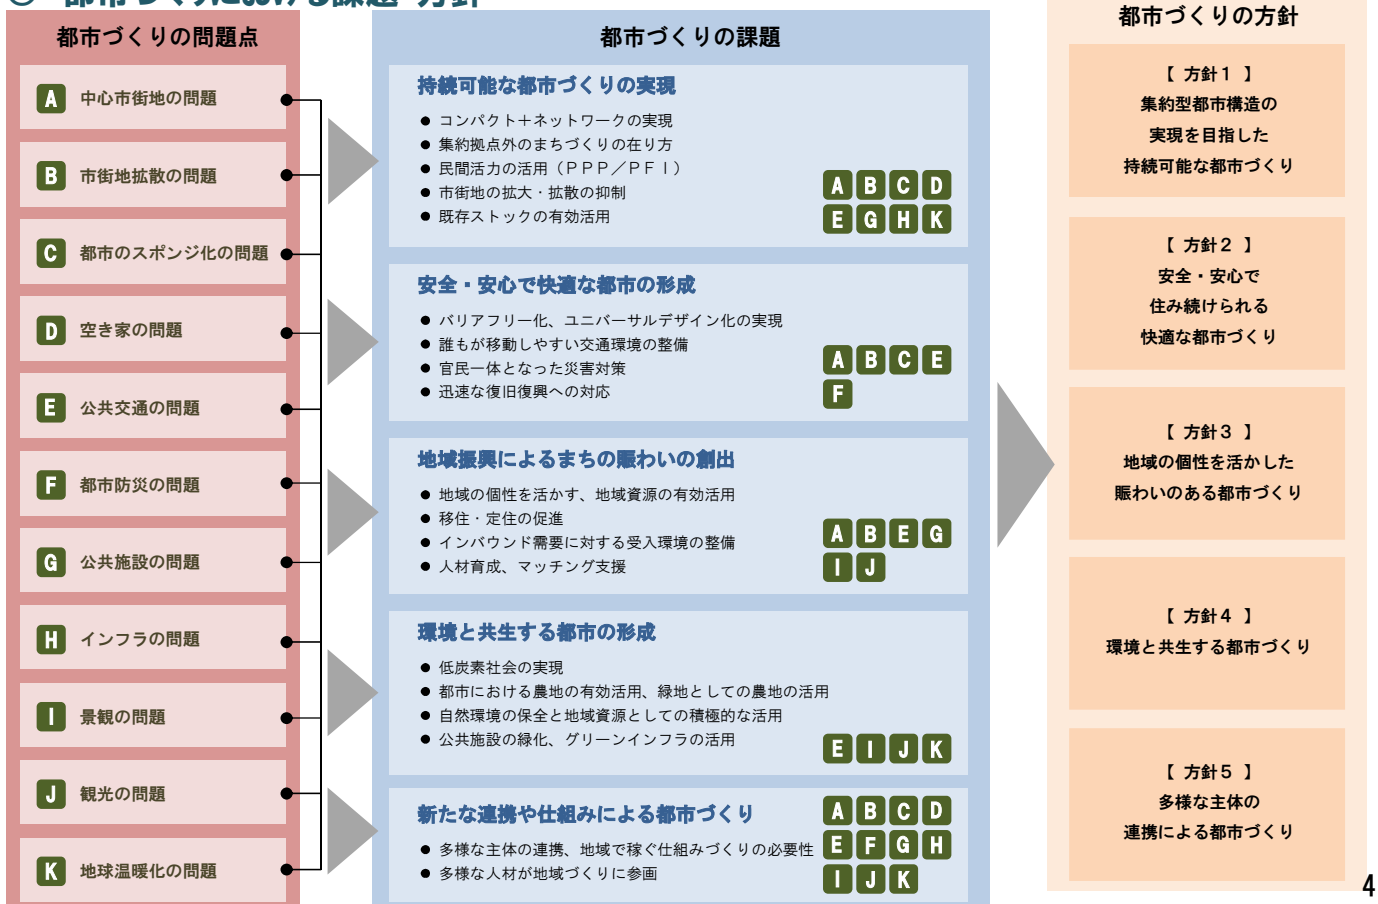 都市づくりにおける課題・方針
都市づくりの問題点
A 中心市街地の問題
B 市街地拡散の問題
C 都市のスポンジ化の問題
D 空き家の問題
E 公共交通の問題
F 都市防災の問題
G 公共施設の問題
H インフラの問題
I 景観の問題
J 観光の問題
K 地球温暖化の問題
都市づくりの課題
持続可能な都市づくりの実現
● コンパクト＋ネットワークの実現
● 集約拠点外のまちづくりの在り方
● 民間活力の活用（ＰＰＰ／ＰＦＩ）
● 市街地の拡大・拡散の抑制
● 既存ストックの有効活用
A B C D
E G H K
安全・安心で快適な都市の形成
● バリアフリー化、ユニバーサルデザイン化の実現
● 誰もが移動しやすい交通環境の整備
● 官民一体となった災害対策
● 迅速な復旧復興への対応
A B C E
F
地域振興によるまちの賑わいの創出
● 地域の個性を活かす、地域資源の有効活用
● 移住・定住の促進
● インバウンド需要に対する受入環境の整備
● 人材育成、マッチング支援
A B E G
I J
環境と共生する都市の形成
● 低炭素社会の実現
● 都市における農地の有効活用、緑地としての農地の活用
● 自然環境の保全と地域資源としての積極的な活用
● 公共施設の緑化、グリーンインフラの活用
E I J K
新たな連携や仕組みによる都市づくり
● 多様な主体の連携、地域で稼ぐ仕組みづくりの必要性
● 多様な人材が地域づくりに参画
A B C D
E F G H
I J K
都市づくりの方針
【 方針１ 】
集約型都市構造の
実現を目指した
持続可能な都市づくり
【 方針２ 】
安全・安心で
住み続けられる
快適な都市づくり
【 方針３ 】
地域の個性を活かした
賑わいのある都市づくり
【 方針４ 】
環境と共生する都市づくり
【 方針５ 】
多様な主体の
連携による都市づくり
4